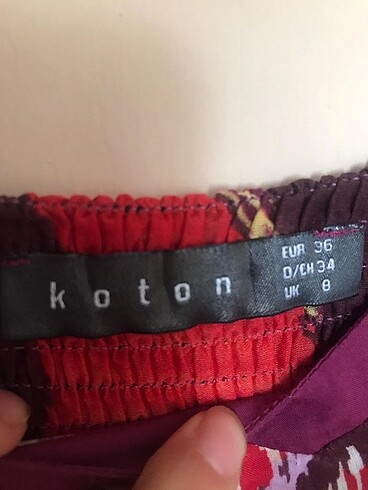 koton
EUR 36
D/CH 34
UK 8